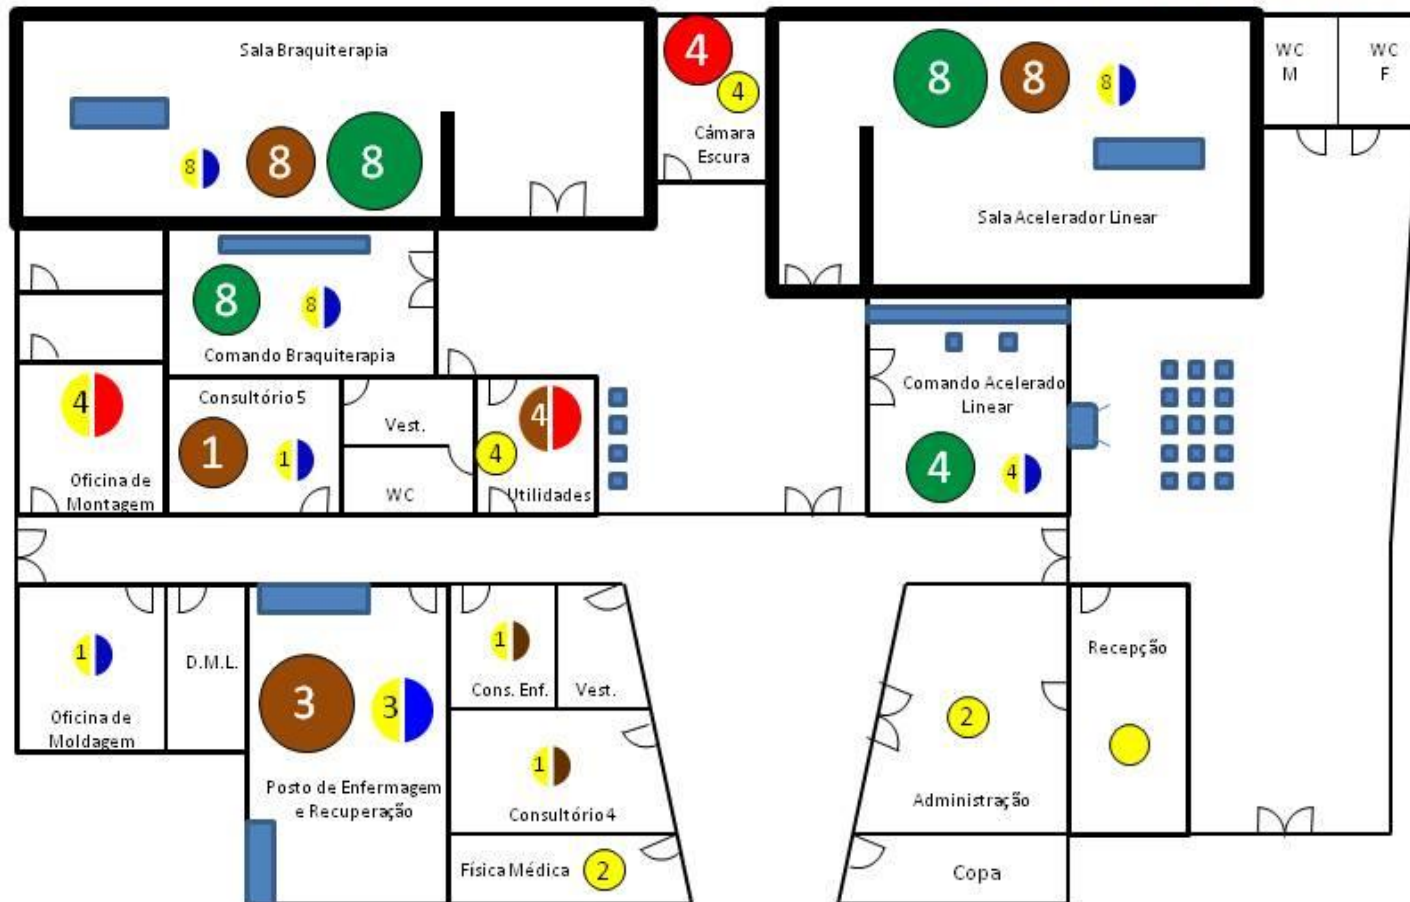 Sala Braquiterapia
8
8
8
4
4
Câmara
Escura
8
8
8
Sala Acelerador Linear
WC
M
WC
F
8
8
Comando Braquiterapia
4
Oficina de
Montagem
Consultório 5
1
1
Vest.
WC
4
4
Utilidades
Comando Acelerado
Linear
4
4
1
Oficina de
Moldagem
D.M.L.
3
3
Posto de Enfermagem
e Recuperação
1
Cons. Enf.
Vest.
1
Consultório 4
Física Médica
2
2
Administração
Copa
Recepção